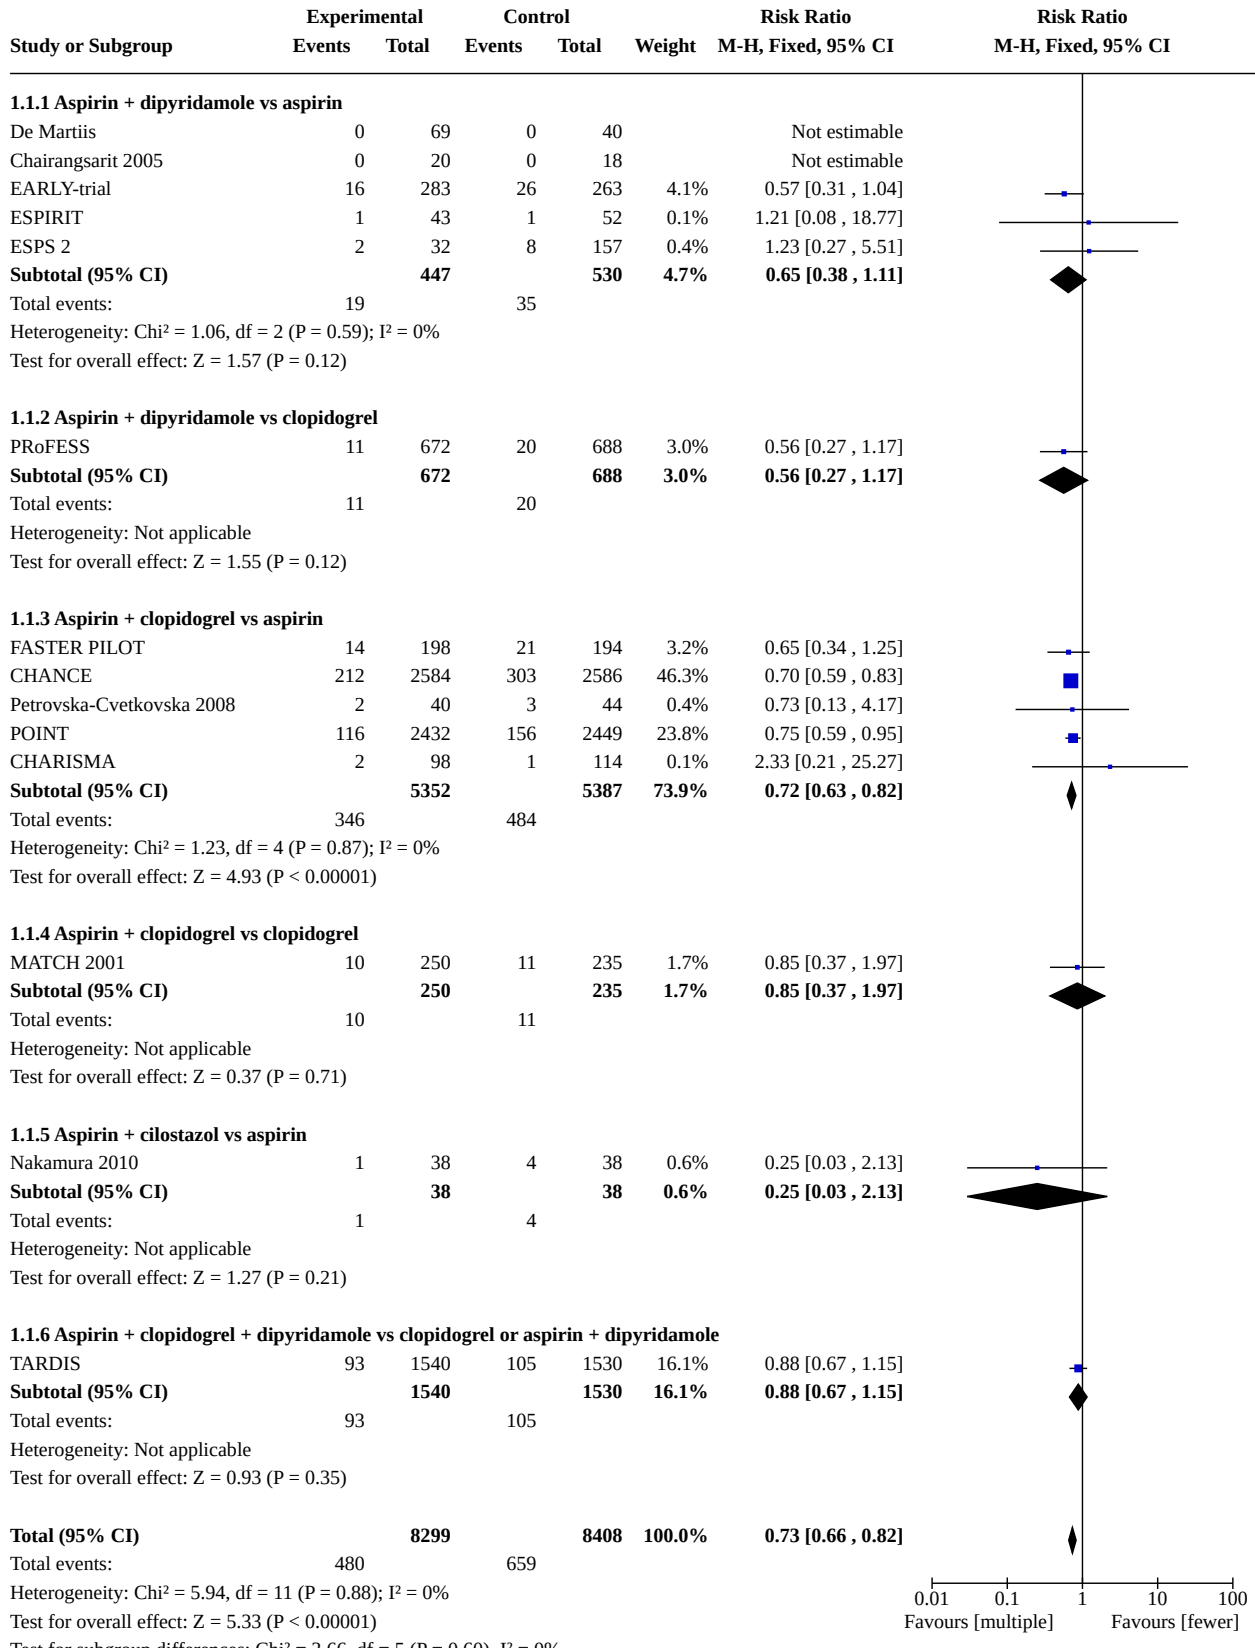 Experimental Control Risk Ratio Risk Ratio
Study or Subgroup Events Total Events Total Weight M-H, Fixed, 95% CI M-H, Fixed, 95% CI
1.1.1 Aspirin + dipyridamole vs aspirin
De Martiis 0 69 0 40 Not estimable
Chairangsarit 2005 0 20 0 18 Not estimable
EARLY-trial 16 283 26 263 4.1% 0.57 [0.31 , 1.04]
ESPIRIT 1 43 1 52 0.1% 1.21 [0.08 , 18.77]
ESPS 2 2 32 8 157 0.4% 1.23 [0.27 , 5.51]
Subtotal (95% CI) 447 530 4.7% 0.65 [0.38 , 1.11]
Total events: 19 35
Heterogeneity: Chi² = 1.06, df = 2 (P = 0.59); I² = 0%
Test for overall effect: Z = 1.57 (P = 0.12)
1.1.2 Aspirin + dipyridamole vs clopidogrel
PRoFESS 11 672 20 688 3.0% 0.56 [0.27 , 1.17]
Subtotal (95% CI) 672 688 3.0% 0.56 [0.27 , 1.17]
Total events: 11 20
Heterogeneity: Not applicable
Test for overall effect: Z = 1.55 (P = 0.12)
1.1.3 Aspirin + clopidogrel vs aspirin
FASTER PILOT 14 198 21 194 3.2% 0.65 [0.34 , 1.25]
CHANCE 212 2584 303 2586 46.3% 0.70 [0.59 , 0.83]
Petrovska-Cvetkovska 2008 2 40 3 44 0.4% 0.73 [0.13 , 4.17]
POINT 116 2432 156 2449 23.8% 0.75 [0.59 , 0.95]
CHARISMA 2 98 1 114 0.1% 2.33 [0.21 , 25.27]
Subtotal (95% CI) 5352 5387 73.9% 0.72 [0.63 , 0.82]
Total events: 346 484
Heterogeneity: Chi² = 1.23, df = 4 (P = 0.87); I² = 0%
Test for overall effect: Z = 4.93 (P < 0.00001)
1.1.4 Aspirin + clopidogrel vs clopidogrel
MATCH 2001 10 250 11 235 1.7% 0.85 [0.37 , 1.97]
Subtotal (95% CI) 250 235 1.7% 0.85 [0.37 , 1.97]
Total events: 10 11
Heterogeneity: Not applicable
Test for overall effect: Z = 0.37 (P = 0.71)
1.1.5 Aspirin + cilostazol vs aspirin
Nakamura 2010 1 38 4 38 0.6% 0.25 [0.03 , 2.13]
Subtotal (95% CI) 38 38 0.6% 0.25 [0.03 , 2.13]
Total events: 1 4
Heterogeneity: Not applicable
Test for overall effect: Z = 1.27 (P = 0.21)
1.1.6 Aspirin + clopidogrel + dipyridamole vs clopidogrel or aspirin + dipyridamole
TARDIS 93 1540 105 1530 16.1% 0.88 [0.67 , 1.15]
Subtotal (95% CI) 1540 1530 16.1% 0.88 [0.67 , 1.15]
Total events: 93 105
Heterogeneity: Not applicable
Test for overall effect: Z = 0.93 (P = 0.35)
Total (95% CI) 8299 8408 100.0% 0.73 [0.66 , 0.82]
Total events: 480 659
Heterogeneity: Chi² = 5.94, df = 11 (P = 0.88); I² = 0%
0.01 0.1 1 10 100
Test for overall effect: Z = 5.33 (P < 0.00001) Favours [multiple] Favours [fewer]
Test for subgroup differences: Chi² = 3.66, df = 5 (P = 0.60), I² = 0%